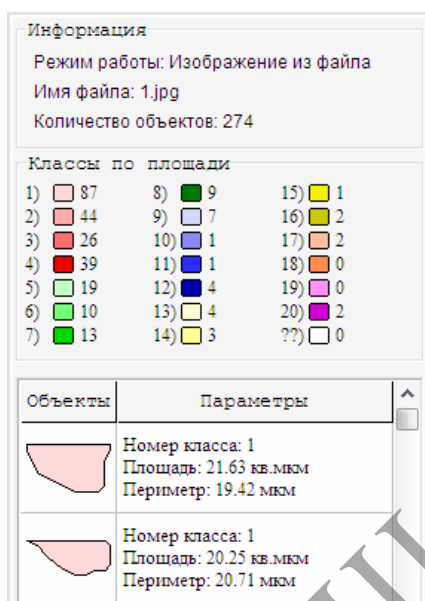 Информация
Режим работы: Изображение из файла
Имя файла: 1.jpg
Количество объектов: 274
Классы по площади
1) 87 8) 9 15) 1
2) 44 9) 7 16) 2
3) 26 10) 1 17) 2
4) 39 11) 1 18) 0
5) 19 12) 4 19) 0
6) 10 13) 4 20) 2
7) 13 14) 3 ??) 0
Объекты Параметры
Номер класса: 1
Площадь: 21.63 кв.мкм
Периметр: 19.42 мкм
Номер класса: 1
Площадь: 20.25 кв.мкм
Периметр: 20.71 мкм